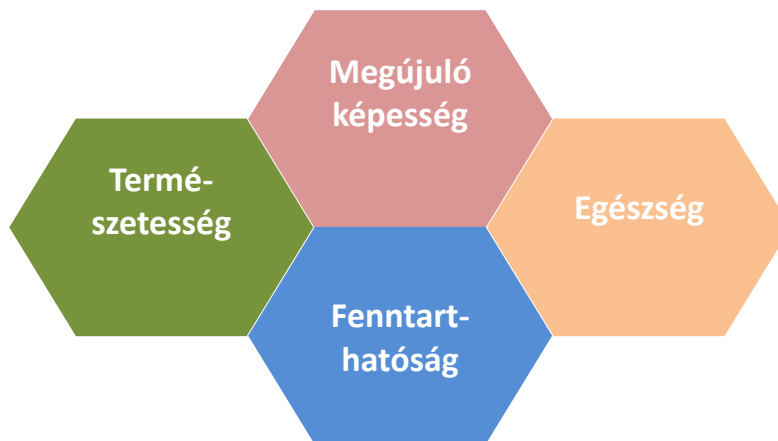 Megújuló
képesség
Termé-
szetesség
Egészség
Fenntart-
hatóság